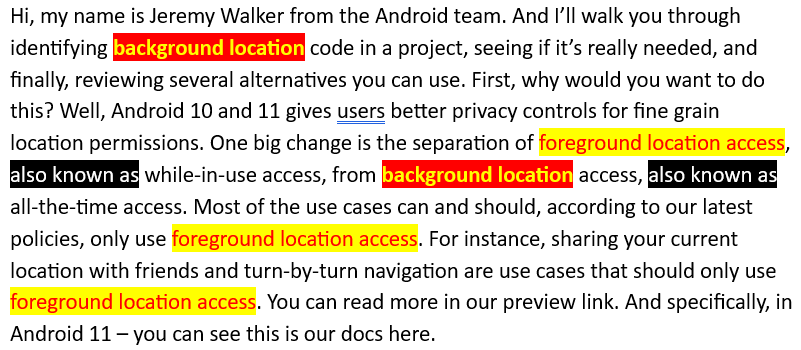 Hi, my name is Jeremy Walker from the Android team. And I’ll walk you through
identifying background location code in a project, seeing if it’s really needed, and
finally, reviewing several alternatives you can use. First, why would you want to do
this? Well, Android 10 and 11 gives users better privacy controls for fine grain
location permissions. One big change is the separation of foreground location access,
also known as while-in-use access, from background location access, also known as
all-the-time access. Most of the use cases can and should, according to our latest
policies, only use foreground location access. For instance, sharing your current
location with friends and turn-by-turn navigation are use cases that should only use
foreground location access. You can read more in our preview link. And specifically, in
Android 11 – you can see this is our docs here.